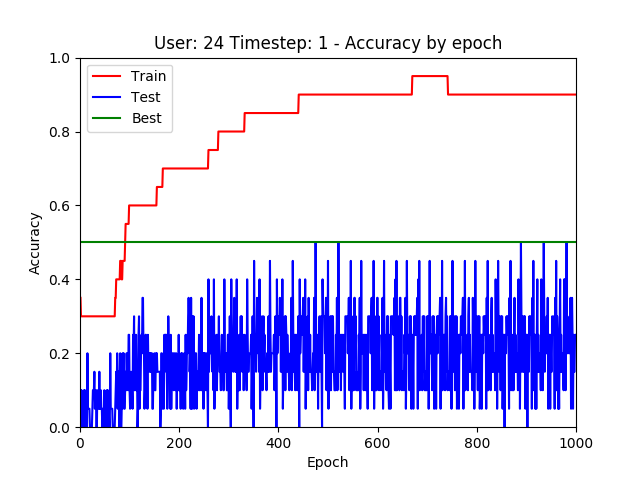 User: 24 Timestep: 1 - Accuracy by epoch
Train
Test
Best
Accuracy
1.0
0.8
0.6
0.4
0.2
0.0
0 200 400 600 800 1000
Epoch